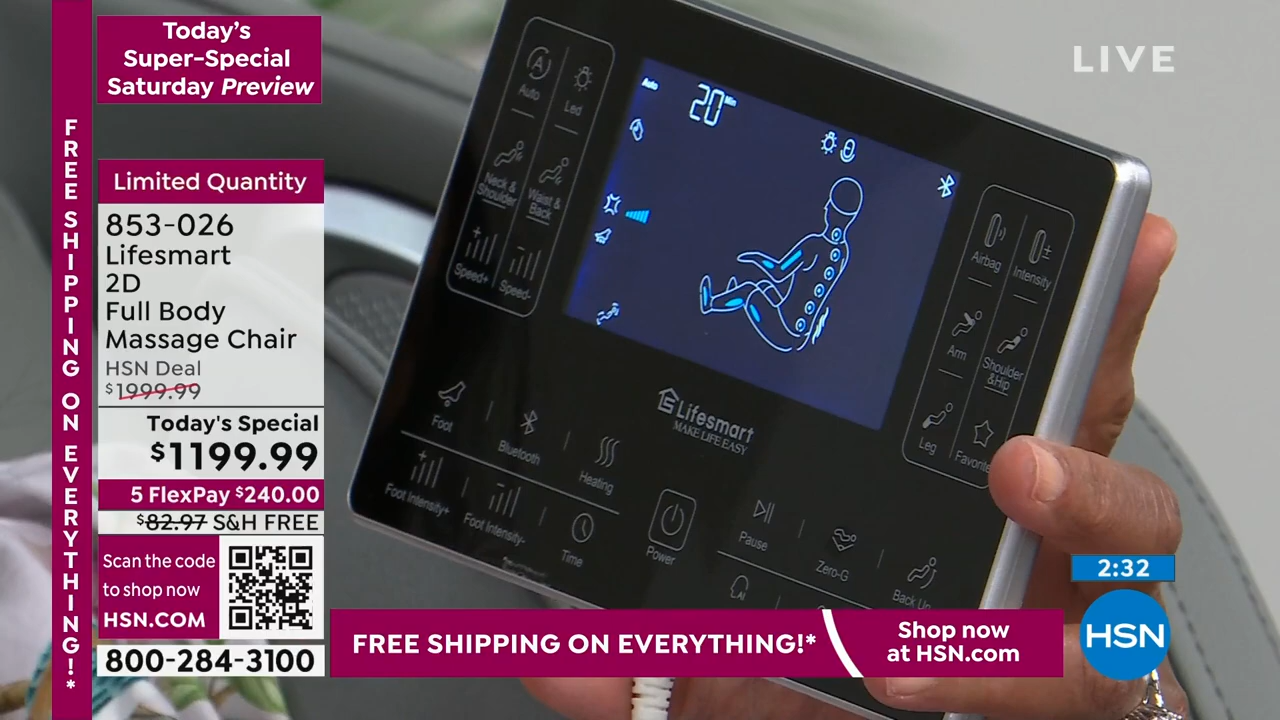 FREE SHIPPING ON EVERYTHING!*
Today's
Super-Special
Saturday Preview
Limited Quantity
853-026
Lifesmart
2D
Full Body
Massage Chair
HSN Deal
$1999.99
Today's Special
$1199.99
5 FlexPay $240.00
$82.97 S&H FREE
Scan the code
to shop now
HSN.COM
800-284-3100
LIVE
Auto
Led
Neck &
Shoulder
Waist &
Back
Speed+
Speed-
Auto
20 Min
Airbag
Intensity
Arm
Shoulder
&Hip
Leg
Favorite
Lifesmart
MAKE LIFE EASY
Foot
Bluetooth
Heating
Foot Intensity+
Foot Intensity-
Time
Power
Pause
Zero-G
Back Up
AI
2:32
HSN
FREE SHIPPING ON EVERYTHING!*
Shop now
at HSN.com